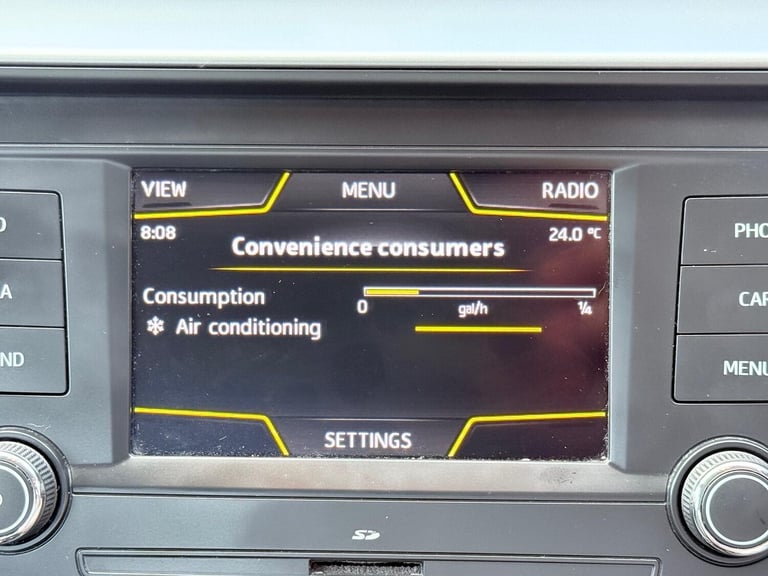 VIEW MENU RADIO
8:08 24.0 °C
Convenience consumers
Consumption
0 gal/h ¼
Air conditioning
SETTINGS
PHO
CAR
MENU
A
ND
SD